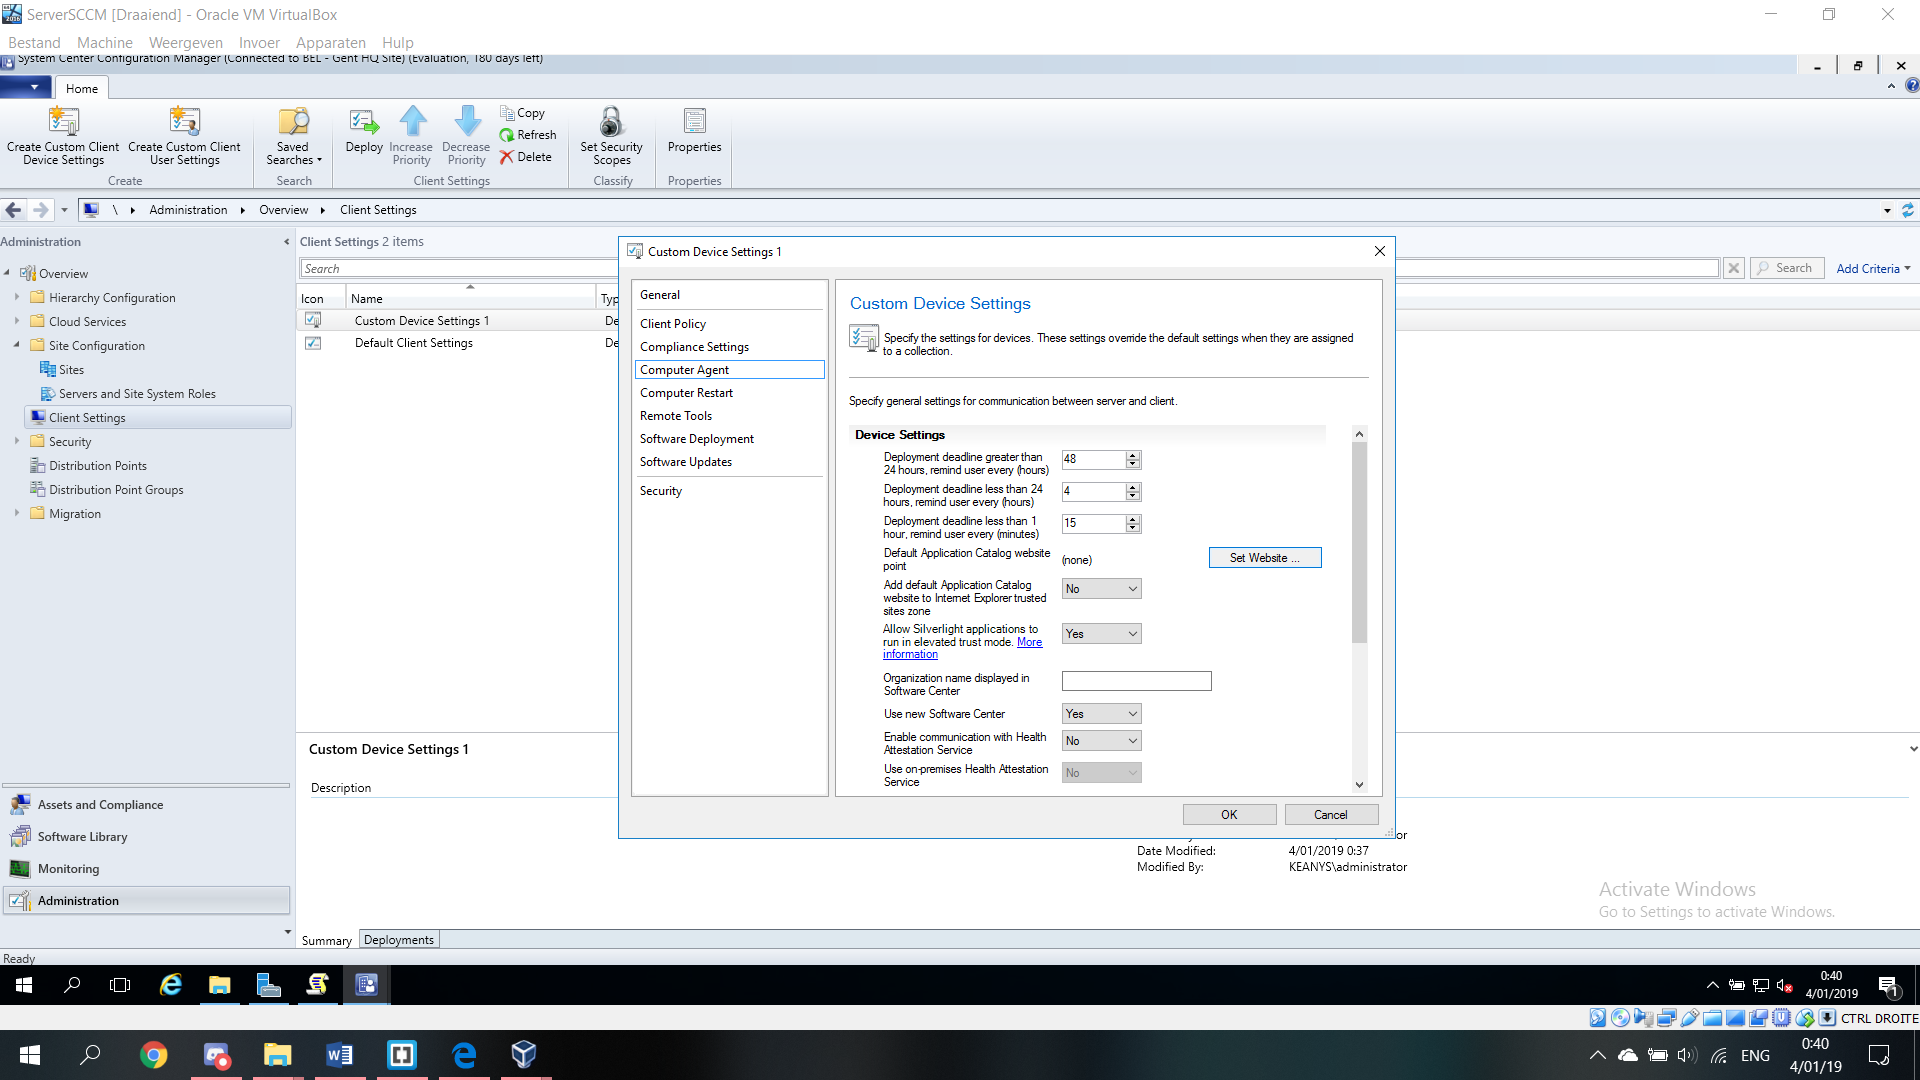 ServerSCCM [Draaiend] - Oracle VM VirtualBox
Bestand Machine Weergeven Invoer Apparaten Hulp
System Center Configuration Manager (Connected to BEL - Gent HQ Site) (Evaluation, 180 days left)
Home
Create Custom Client Device Settings
Create Custom Client User Settings
Create
Saved Searches
Search
Deploy
Increase Priority
Decrease Priority
Copy
Refresh
Delete
Client Settings
Set Security Scopes
Classify
Properties
Properties
\ Administration Overview Client Settings
Administration
Overview
Hierarchy Configuration
Cloud Services
Site Configuration
Sites
Servers and Site System Roles
Client Settings
Security
Distribution Points
Distribution Point Groups
Migration
Assets and Compliance
Software Library
Monitoring
Administration
Client Settings 2 items
Search
Search
Add Criteria
Icon Name Typ
Custom Device Settings 1 De
Default Client Settings De
Custom Device Settings 1
General
Client Policy
Compliance Settings
Computer Agent
Computer Restart
Remote Tools
Software Deployment
Software Updates
Security
Custom Device Settings
Specify the settings for devices. These settings override the default settings when they are assigned
to a collection.
Specify general settings for communication between server and client.
Device Settings
Deployment deadline greater than
24 hours, remind user every (hours)
48
Deployment deadline less than 24
hours, remind user every (hours)
4
Deployment deadline less than 1
hour, remind user every (minutes)
15
Default Application Catalog website
point
(none)
Set Website ...
Add default Application Catalog
website to Internet Explorer trusted
sites zone
No
Allow Silverlight applications to
run in elevated trust mode. More
information
Yes
Organization name displayed in
Software Center
Use new Software Center
Yes
Enable communication with Health
Attestation Service
No
Use on-premises Health Attestation
Service
No
OK
Cancel
Custom Device Settings 1
Description
or
Date Modified: 4/01/2019 0:37
Modified By: KEANYS\administrator
Activate Windows
Go to Settings to activate Windows.
Summary Deployments
Ready
0:40
4/01/2019
1
CTRL DROITE
ENG
0:40
4/01/19